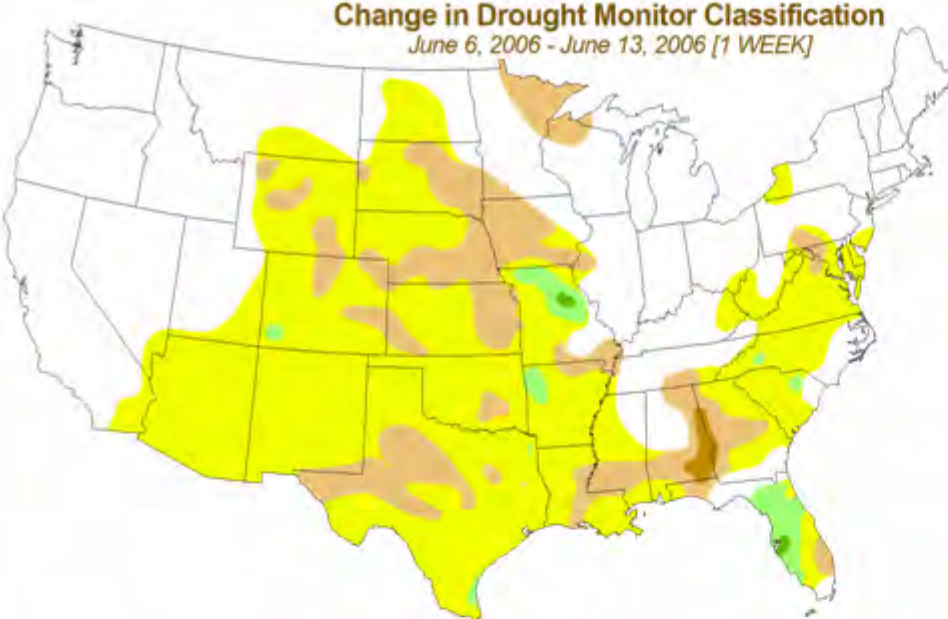 Change in Drought Monitor Classification
June 6, 2006 - June 13, 2006 [1 WEEK]